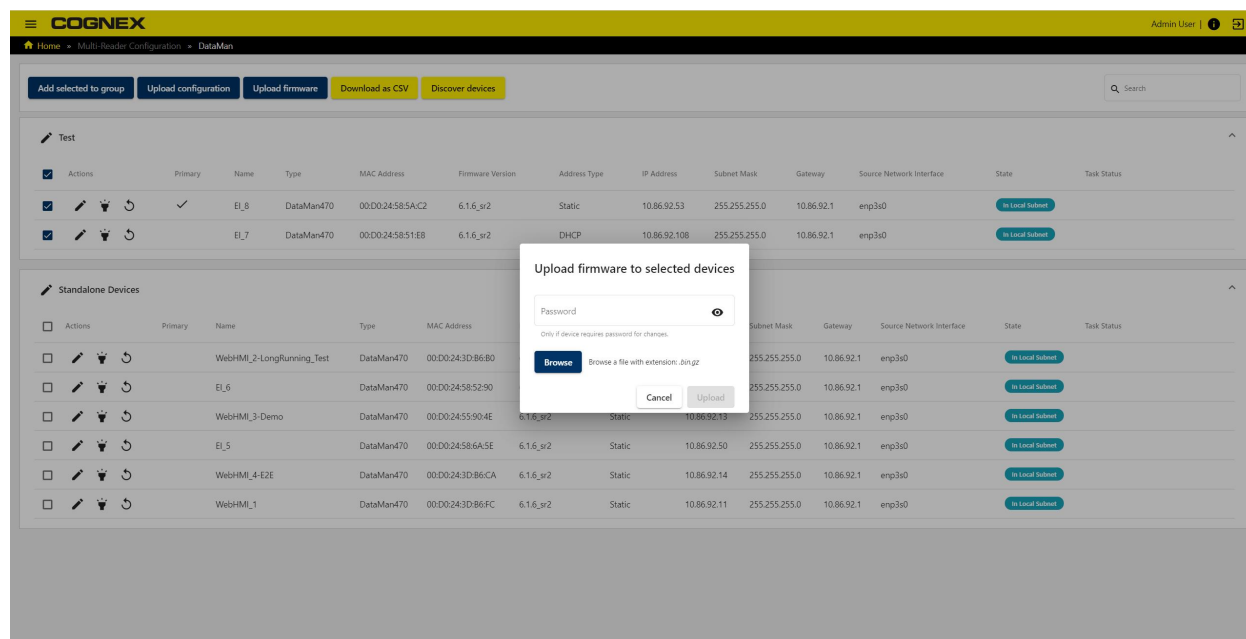 COGNEX
Admin User |
Home » Multi-Reader Configuration » DataMan
Add selected to group Upload configuration Upload firmware Download as CSV Discover devices Search
Test
Actions Primary Name Type MAC Address Firmware Version Address Type IP Address Subnet Mask Gateway Source Network Interface State Task Status
EI_8 DataMan470 00:D0:24:58:5A:C2 6.1.6_sr2 Static 10.86.92.53 255.255.255.0 10.86.92.1 enp3s0 In Local Subnet
EI_7 DataMan470 00:D0:24:58:51:E8 6.1.6_sr2 DHCP 10.86.92.108 255.255.255.0 10.86.92.1 enp3s0 In Local Subnet
Upload firmware to selected devices
Password
Only if device requires password for changes.
Browse Browse a file with extension: .bin.gz
Cancel Upload
Standalone Devices
Actions Primary Name Type MAC Address Subnet Mask Gateway Source Network Interface State Task Status
WebHMI_2-LongRunning_Test DataMan470 00:D0:24:3D:B6:B0 255.255.255.0 10.86.92.1 enp3s0 In Local Subnet
EI_6 DataMan470 00:D0:24:58:52:90 255.255.255.0 10.86.92.1 enp3s0 In Local Subnet
WebHMI_3-Demo DataMan470 00:D0:24:55:90:4E 6.1.6_sr2 Static 10.86.92.13 255.255.255.0 10.86.92.1 enp3s0 In Local Subnet
EI_5 DataMan470 00:D0:24:58:6A:5E 6.1.6_sr2 Static 10.86.92.50 255.255.255.0 10.86.92.1 enp3s0 In Local Subnet
WebHMI_4-E2E DataMan470 00:D0:24:3D:B6:CA 6.1.6_sr2 Static 10.86.92.14 255.255.255.0 10.86.92.1 enp3s0 In Local Subnet
WebHMI_1 DataMan470 00:D0:24:3D:B6:FC 6.1.6_sr2 Static 10.86.92.11 255.255.255.0 10.86.92.1 enp3s0 In Local Subnet